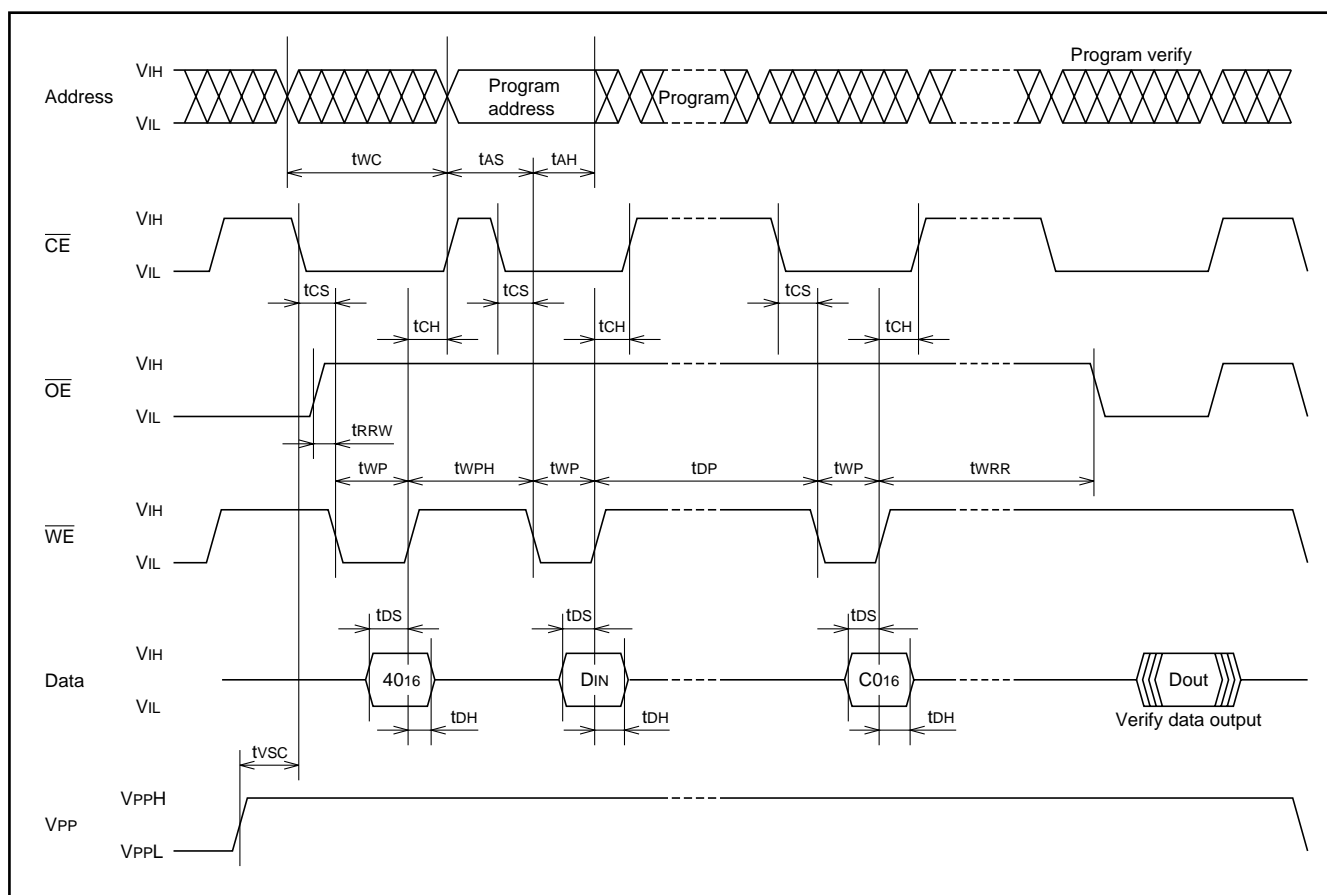 Program verify
VIH
Address
Program
address
Program
VIL
tWC
tAS
tAH
VIH
CE
VIL
tCS
tCS
tCS
tCH
tCH
tCH
VIH
OE
VIL
tRRW
tWP
tWPH
tWP
tDP
tWP
tWRR
VIH
WE
VIL
tDS
tDS
tDS
VIH
Data
4016
DIN
C016
Dout
VIL
tDH
tDH
tDH
Verify data output
tVSC
VPPH
VPP
VPPL